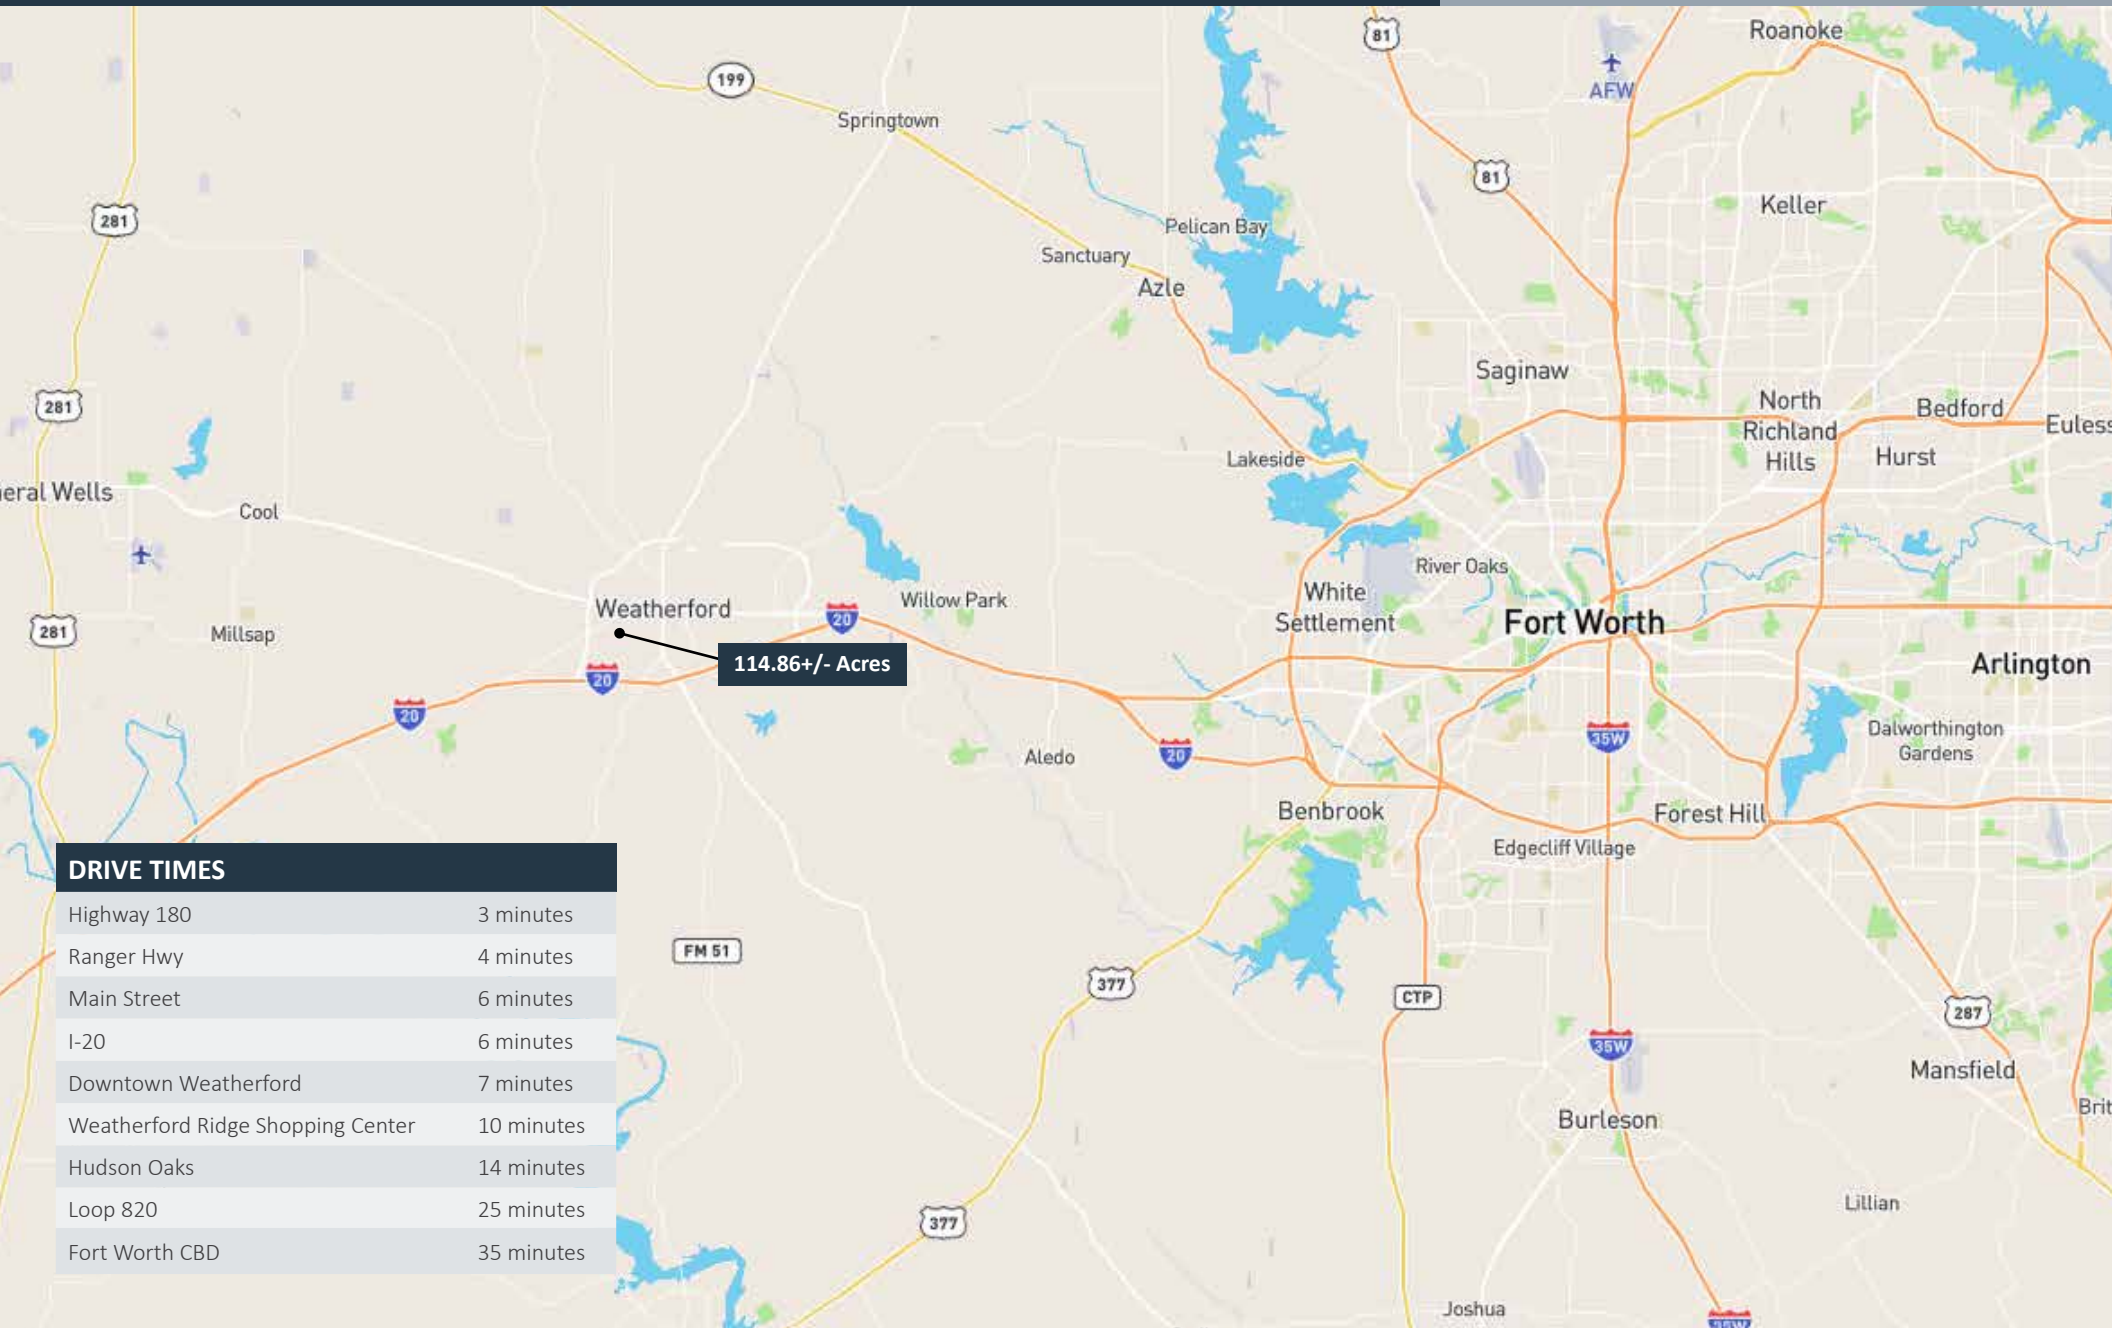 81
Roanoke
AFW
199
Springtown
81
281
Keller
Pelican Bay
Sanctuary
Azle
Saginaw
281
North
Richland
Hills
Bedford
Euless
Hurst
Lakeside
eral Wells
Cool
River Oaks
White
Settlement
Weatherford
Willow Park
20
Fort Worth
281
Millsap
114.86+/- Acres
Arlington
20
20
35W
Dalworthington
Gardens
Aledo
20
Benbrook
Forest Hill
Edgecliff Village
DRIVE TIMES
Highway 180 3 minutes
Ranger Hwy 4 minutes
Main Street 6 minutes
I-20 6 minutes
Downtown Weatherford 7 minutes
Weatherford Ridge Shopping Center 10 minutes
Hudson Oaks 14 minutes
Loop 820 25 minutes
Fort Worth CBD 35 minutes
FM 51
377
CTP
287
35W
Mansfield
Brit
Burleson
Lillian
377
Joshua
35W